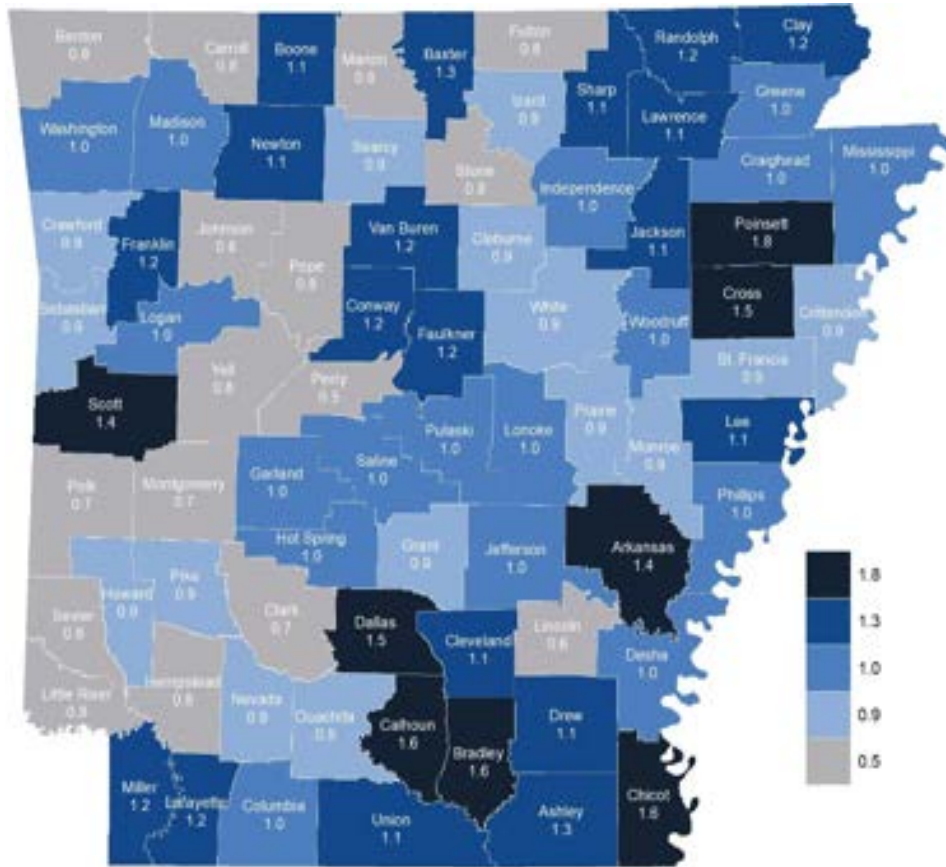 Benton
0.8
Carroll
0.8
Boone
1.1
Marion
0.8
Baxter
1.3
Fulton
0.8
Randolph
1.2
Clay
1.2
Washington
1.0
Madison
1.0
Newton
1.1
Searcy
0.9
Izard
0.9
Sharp
1.1
Lawrence
1.1
Greene
1.0
Stone
0.8
Independence
1.0
Craighead
1.0
Mississippi
1.0
Crawford
0.9
Franklin
1.2
Johnson
Pope
0.8
Van Buren
1.2
Cleburne
0.9
Jackson
1.1
Poinsett
1.8
Sebastian
0.9
Logan
1.0
Conway
1.2
Faulkner
1.2
White
0.9
Woodruff
1.0
Cross
1.5
Crittenden
0.9
St. Francis
0.9
Scott
1.4
Yell
0.8
Perry
0.5
Pulaski
1.0
Lonoke
1.0
Prairie
0.9
Monroe
0.9
Lee
1.1
Polk
0.7
Montgomery
0.7
Garland
1.0
Saline
1.0
Phillips
1.0
Hot Spring
1.0
Grant
0.9
Jefferson
1.0
Arkansas
1.4
Sevier
0.8
Howard
0.9
Pike
0.9
Clark
0.7
Dallas
1.5
Cleveland
1.1
Lincoln
0.6
Desha
1.0
Little River
Hempstead
0.8
Nevada
0.9
Ouachita
0.9
Calhoun
1.6
Bradley
1.6
Drew
1.1
Miller
1.2
Lafayette
1.2
Columbia
1.0
Union
1.1
Ashley
1.3
Chicot
1.6
1.8
1.3
1.0
0.9
0.5